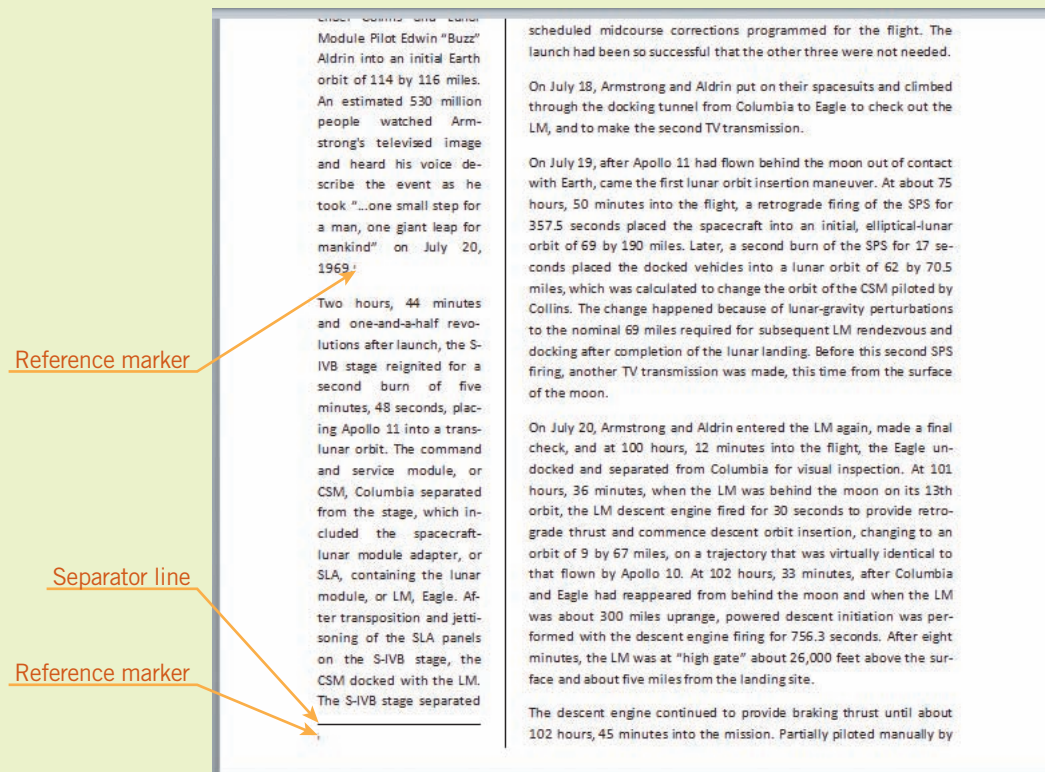 Module Pilot Edwin “Buzz”
Aldrin into an initial Earth
orbit of 114 by 116 miles.
An estimated 530 million
people watched Arm-
strong's televised image
and heard his voice de-
scribe the event as he
took “...one small step for
a man, one giant leap for
mankind” on July 20,
1969.
Two hours, 44 minutes
and one-and-a-half revo-
lutions after launch, the S-
IVB stage reignited for a
second burn of five
minutes, 48 seconds, plac-
ing Apollo 11 into a trans-
lunar orbit. The command
and service module, or
CSM, Columbia separated
from the stage, which in-
cluded the spacecraft-
lunar module adapter, or
SLA, containing the lunar
module, or LM, Eagle. Af-
ter transposition and jetti-
soning of the SLA panels
on the S-IVB stage, the
CSM docked with the LM.
The S-IVB stage separated
scheduled midcourse corrections programmed for the flight. The
launch had been so successful that the other three were not needed.
On July 18, Armstrong and Aldrin put on their spacesuits and climbed
through the docking tunnel from Columbia to Eagle to check out the
LM, and to make the second TV transmission.
On July 19, after Apollo 11 had flown behind the moon out of contact
with Earth, came the first lunar orbit insertion maneuver. At about 75
hours, 50 minutes into the flight, a retrograde firing of the SPS for
357.5 seconds placed the spacecraft into an initial, elliptical-lunar
orbit of 69 by 190 miles. Later, a second burn of the SPS for 17 se-
conds placed the docked vehicles into a lunar orbit of 62 by 70.5
miles, which was calculated to change the orbit of the CSM piloted by
Collins. The change happened because of lunar-gravity perturbations
to the nominal 69 miles required for subsequent LM rendezvous and
docking after completion of the lunar landing. Before this second SPS
firing, another TV transmission was made, this time from the surface
of the moon.
On July 20, Armstrong and Aldrin entered the LM again, made a final
check, and at 100 hours, 12 minutes into the flight, the Eagle un-
docked and separated from Columbia for visual inspection. At 101
hours, 36 minutes, when the LM was behind the moon on its 13th
orbit, the LM descent engine fired for 30 seconds to provide retro-
grade thrust and commence descent orbit insertion, changing to an
orbit of 9 by 67 miles, on a trajectory that was virtually identical to
that flown by Apollo 10. At 102 hours, 33 minutes, after Columbia
and Eagle had reappeared from behind the moon and when the LM
was about 300 miles uprange, powered descent initiation was per-
formed with the descent engine firing for 756.3 seconds. After eight
minutes, the LM was at “high gate” about 26,000 feet above the sur-
face and about five miles from the landing site.
The descent engine continued to provide braking thrust until about
102 hours, 45 minutes into the mission. Partially piloted manually by
Reference marker
Separator line
Reference marker